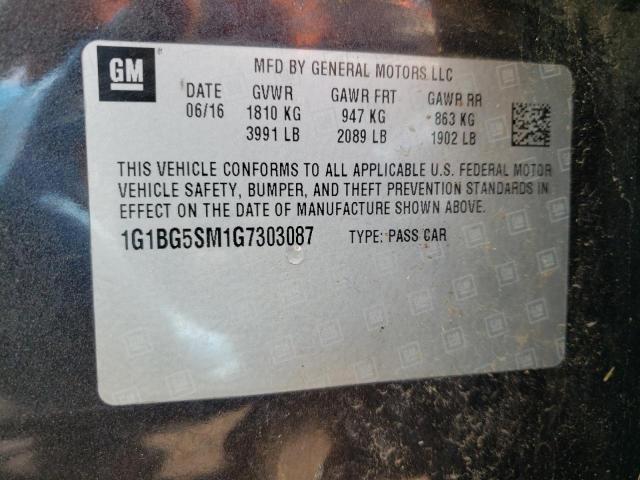 GM
MFD BY GENERAL MOTORS LLC
DATE GVWR GAWR FRT GAWR RR
06/16 1810 KG 947 KG 863 KG
3991 LB 2089 LB 1902 LB
THIS VEHICLE CONFORMS TO ALL APPLICABLE U.S. FEDERAL MOTOR
VEHICLE SAFETY, BUMPER, AND THEFT PREVENTION STANDARDS IN
EFFECT ON THE DATE OF MANUFACTURE SHOWN ABOVE.
1G1BG5SM1G7303087 TYPE: PASS CAR